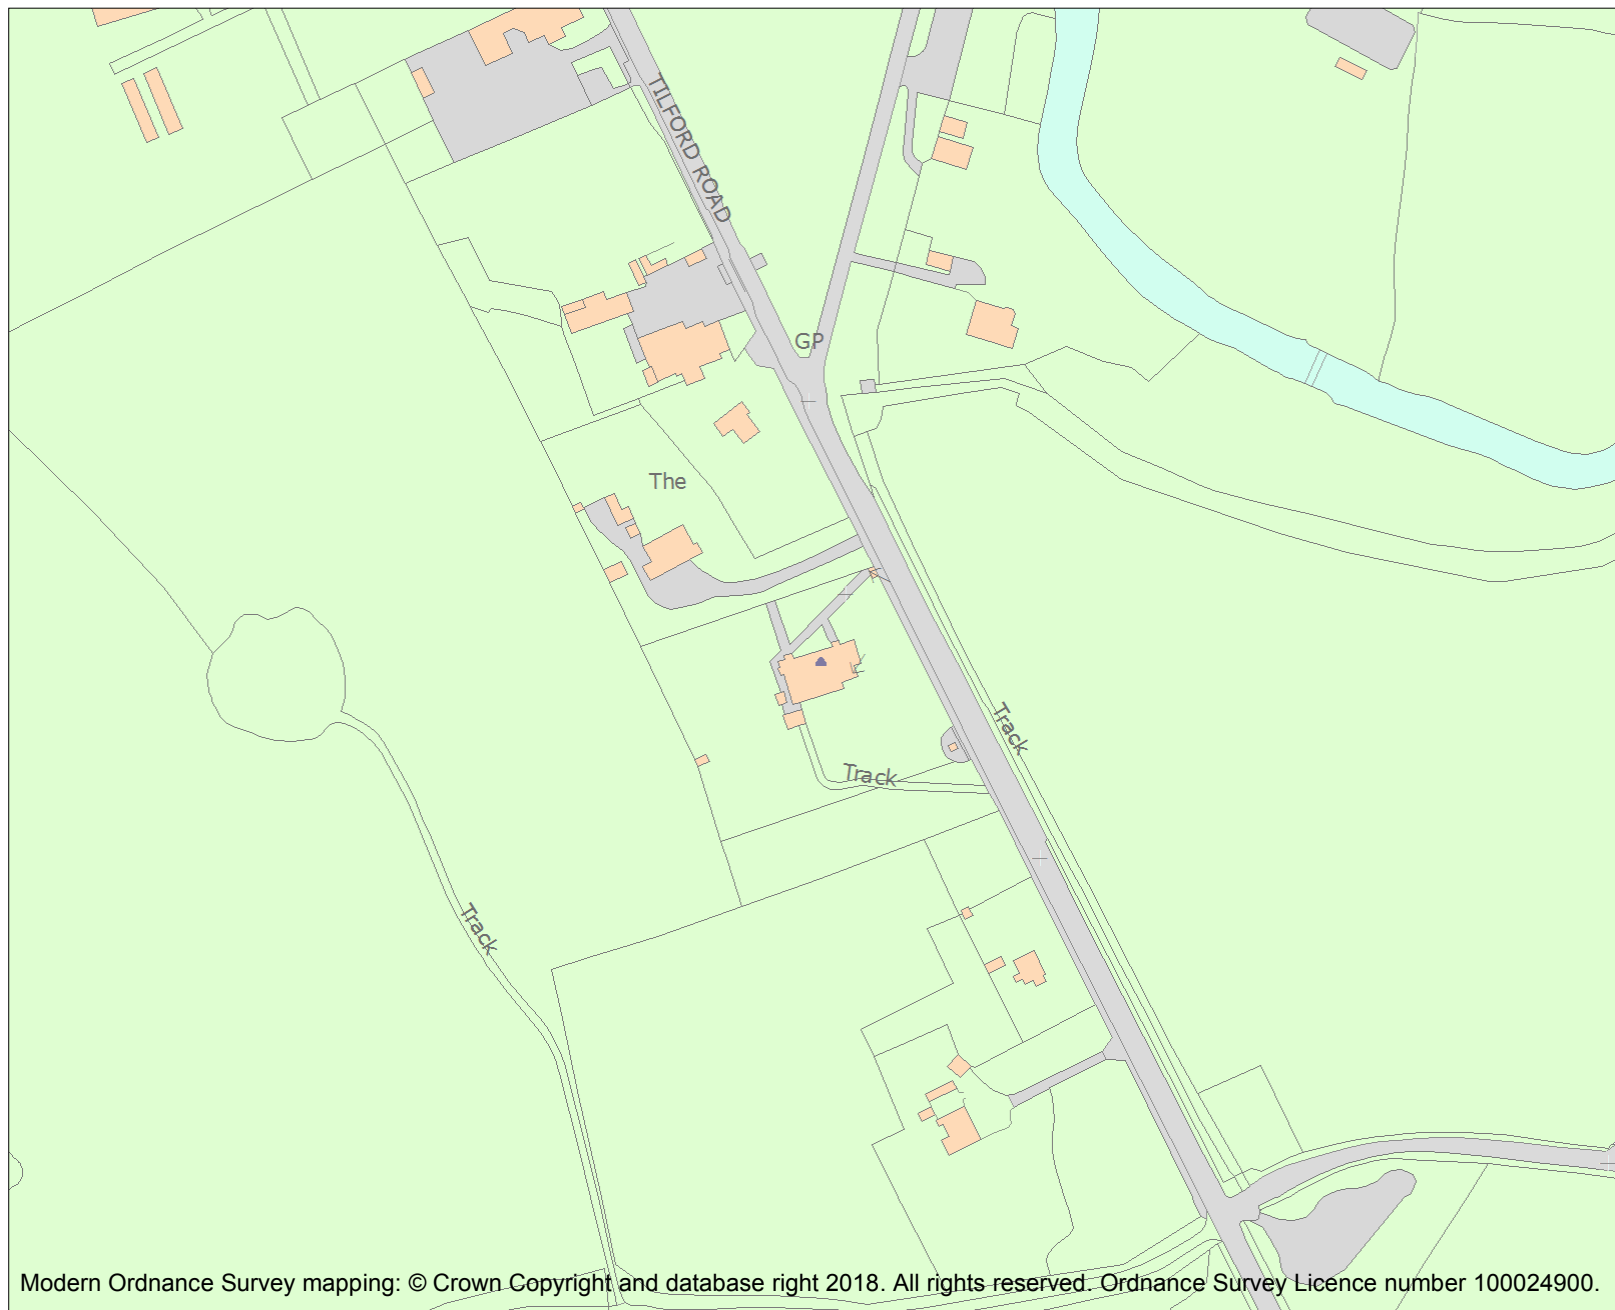 TILFORD ROAD
GP
The
Track
Track
Track
Modern Ordnance Survey mapping: © Crown Copyright and database right 2018. All rights reserved. Ordnance Survey Licence number 100024900.